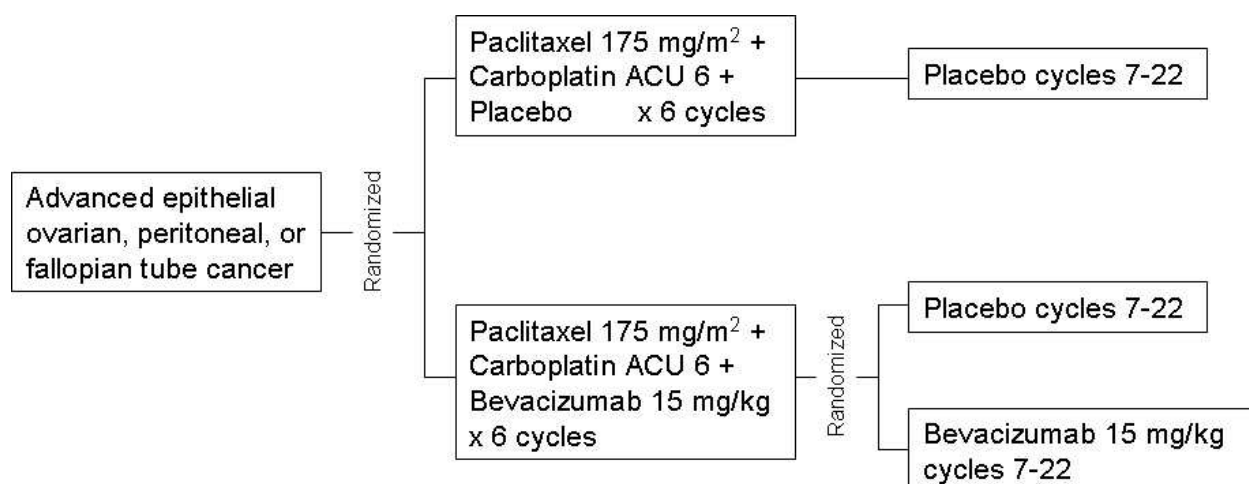 Advanced epithelial
ovarian, peritoneal, or
fallopian tube cancer
Randomized
Paclitaxel 175 mg/m² +
Carboplatin ACU 6 +
Placebo x 6 cycles
Placebo cycles 7-22
Paclitaxel 175 mg/m² +
Carboplatin ACU 6 +
Bevacizumab 15 mg/kg
x 6 cycles
Randomized
Placebo cycles 7-22
Bevacizumab 15 mg/kg
cycles 7-22